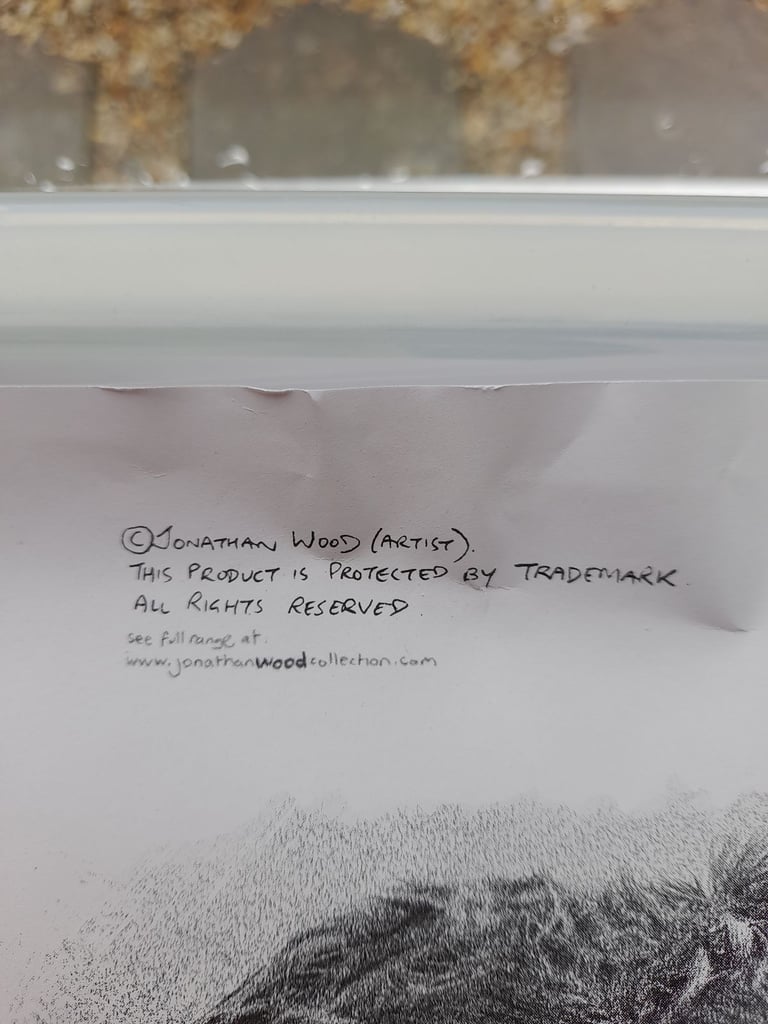 ©JONATHAN WOOD (ARTIST).
THIS PRODUCT IS PROTECTED BY TRADEMARK.
ALL RIGHTS RESERVED.
see full range at:
www.jonathanwoodcollection.com